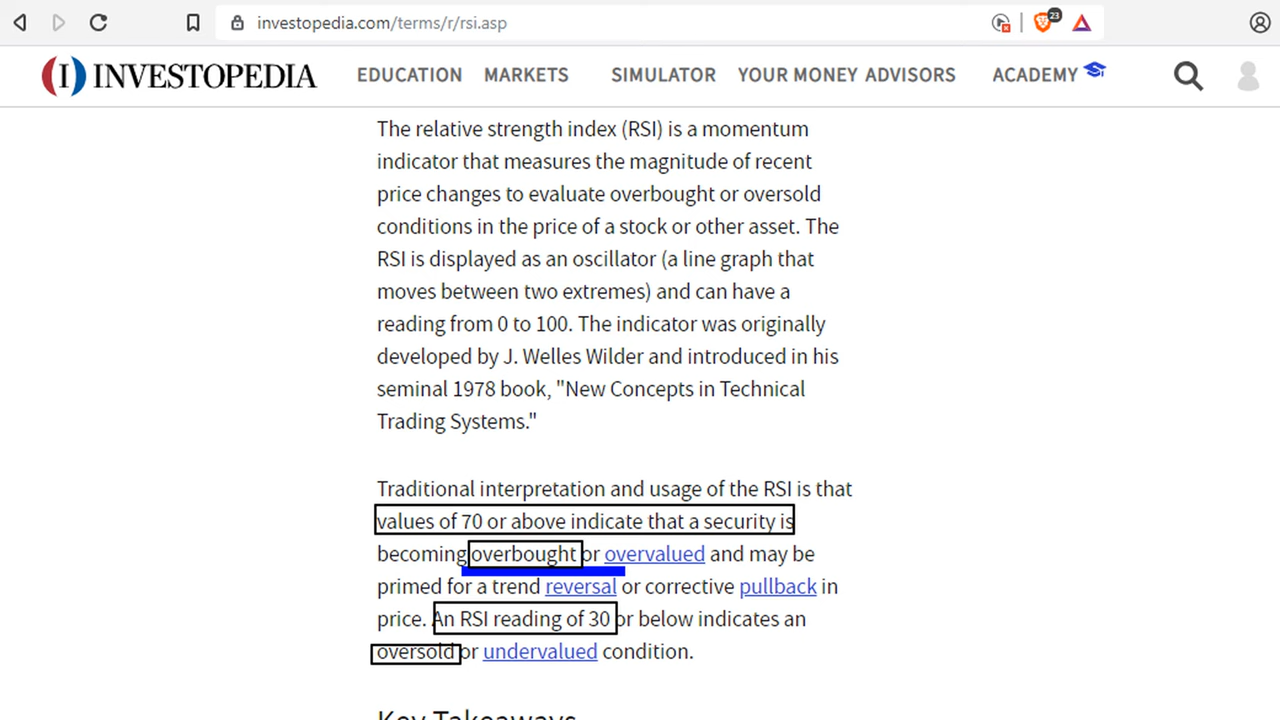 investopedia.com/terms/r/rsi.asp
23
INVESTOPEDIA EDUCATION MARKETS SIMULATOR YOUR MONEY ADVISORS ACADEMY
The relative strength index (RSI) is a momentum
indicator that measures the magnitude of recent
price changes to evaluate overbought or oversold
conditions in the price of a stock or other asset. The
RSI is displayed as an oscillator (a line graph that
moves between two extremes) and can have a
reading from 0 to 100. The indicator was originally
developed by J. Welles Wilder and introduced in his
seminal 1978 book, "New Concepts in Technical
Trading Systems."
Traditional interpretation and usage of the RSI is that
values of 70 or above indicate that a security is
becoming overbought or overvalued and may be
primed for a trend reversal or corrective pullback in
price. An RSI reading of 30 or below indicates an
oversold or undervalued condition.
Key Takeaways